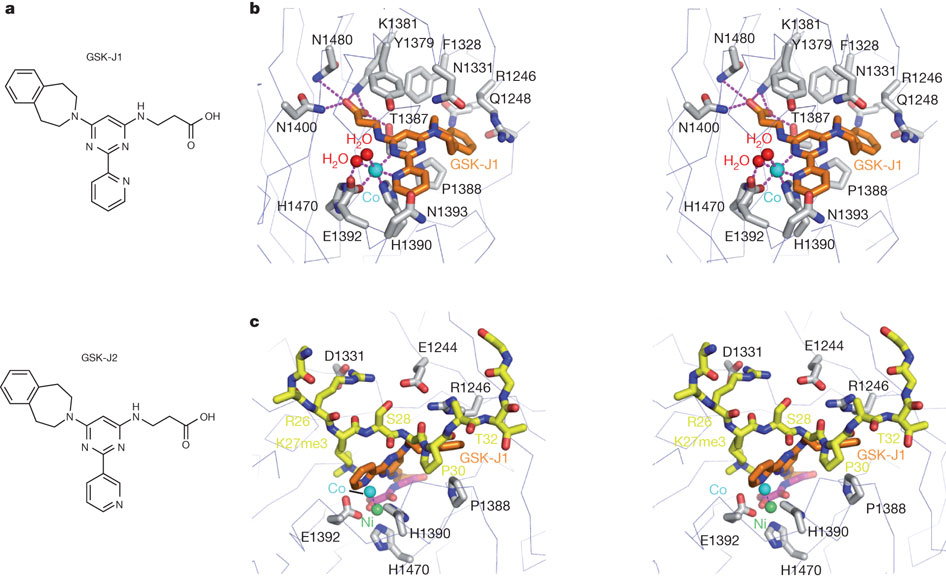 a
GSK-J1
N
N
N
H
N
O
OH
N
GSK-J2
N
N
N
H
N
O
OH
N
b
K1381
N1480
Y1379
F1328
N1331
R1246
Q1248
T1387
N1400
H2O
H2O
GSK-J1
Co
P1388
H1470
N1393
E1392
H1390
K1381
N1480
Y1379
F1328
N1331
R1246
Q1248
T1387
N1400
H2O
H2O
GSK-J1
Co
P1388
H1470
N1393
E1392
H1390
c
D1331
E1244
R1246
R26
S28
K27me3
T32
GSK-J1
P30
Co
Ni
P1388
E1392
H1390
H1470
D1331
E1244
R1246
R26
S28
K27me3
T32
GSK-J1
P30
Co
Ni
P1388
E1392
H1390
H1470